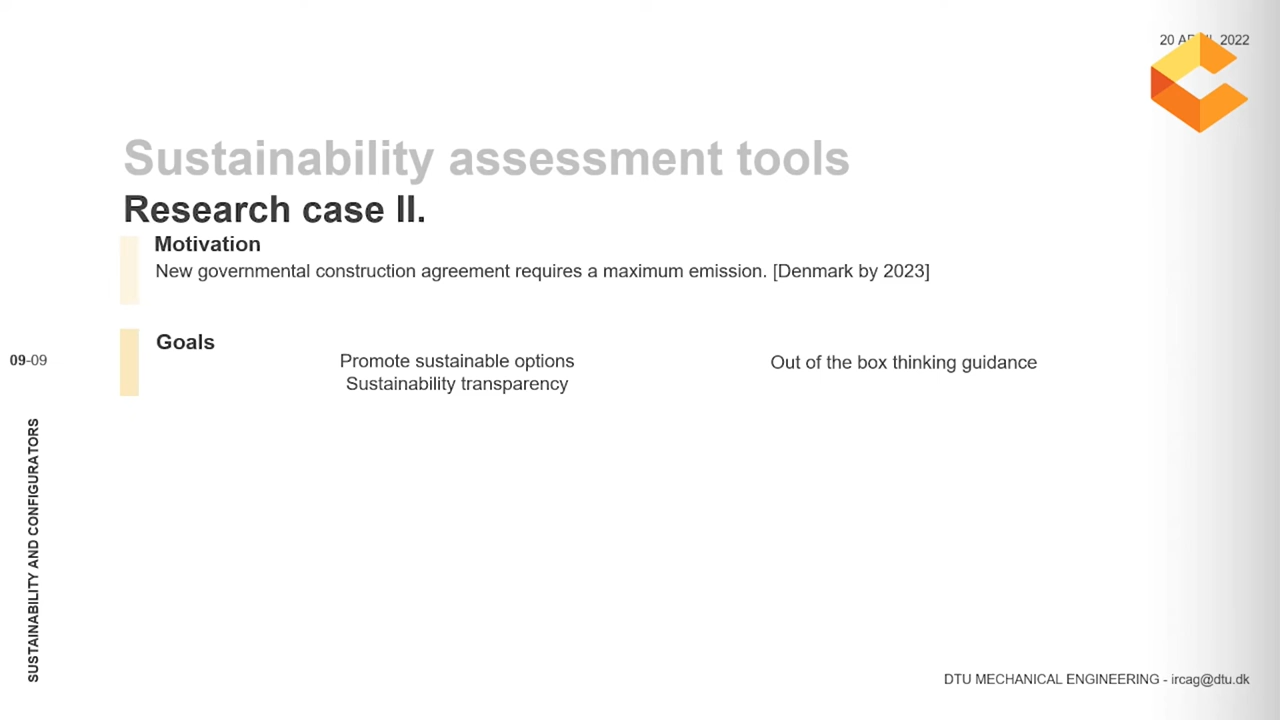 20 2022
Sustainability assessment tools
Research case II.
Motivation
New governmental construction agreement requires a maximum emission. [Denmark by 2023]
Goals
Promote sustainable options
Sustainability transparency
Out of the box thinking guidance
09-09
SUSTAINABILITY AND CONFIGURATORS
DTU MECHANICAL ENGINEERING - ircag@dtu.dk